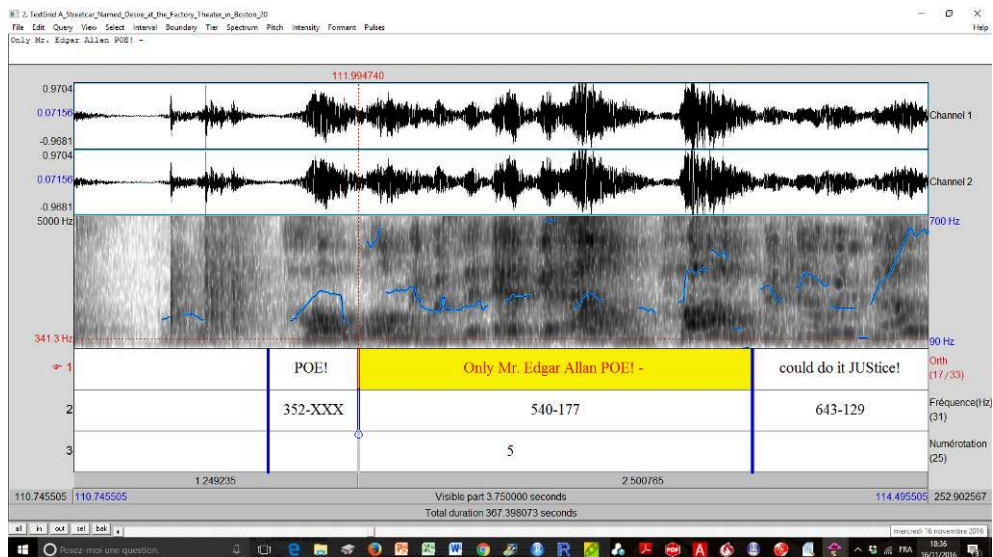 2. TextGrid A_Streetcar_Named_Desire_at_the_Factory_Theater_in_Boston_20
File Edit Query View Select Interval Boundary Tier Spectrum Pitch Intensity Formant Pulses Help
Only Mr. Edgar Allan POE! -
111.994740
0.9704
0.07156
-0.9681
Channel 1
0.9704
0.07156
-0.9681
Channel 2
5000 Hz 700 Hz
341.3 Hz 90 Hz
1 POE! Only Mr. Edgar Allan POE! - could do it JUStice! Orth (17/33)
2 352-XXX 540-177 643-129 Fréquence(Hz) (31)
3 5 Numérotation (25)
1.249235 2.500765
110.745505 110.745505 Visible part 3.750000 seconds 114.495505 252.902567
Total duration 367.398073 seconds
all in out sel bak
mercredi 16 novembre 2016
Posez-moi une question. FRA 18:36
16/11/2016